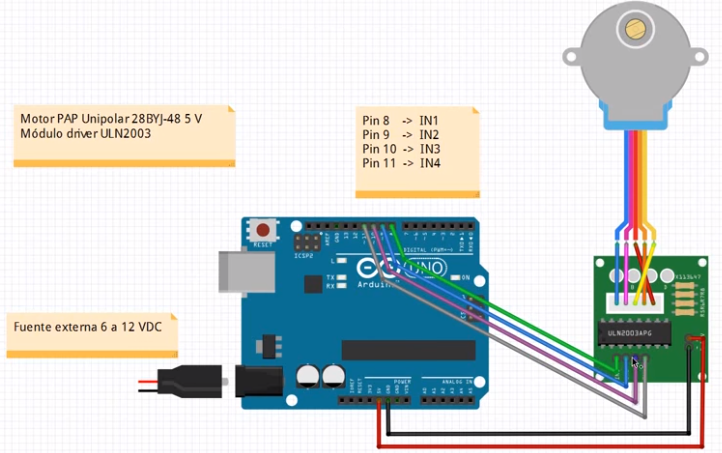 Motor PAP Unipolar 28BYJ-48 5 V
Módulo driver ULN2003
Pin 8 -> IN1
Pin 9 -> IN2
Pin 10 -> IN3
Pin 11 -> IN4
RESET
ICSP2
L
TX
RX
DIGITAL (PWM=~)
UNO
Arduino
ON
X113647
ULN2003APG
Fuente externa 6 a 12 VDC
POWER
ANALOG IN